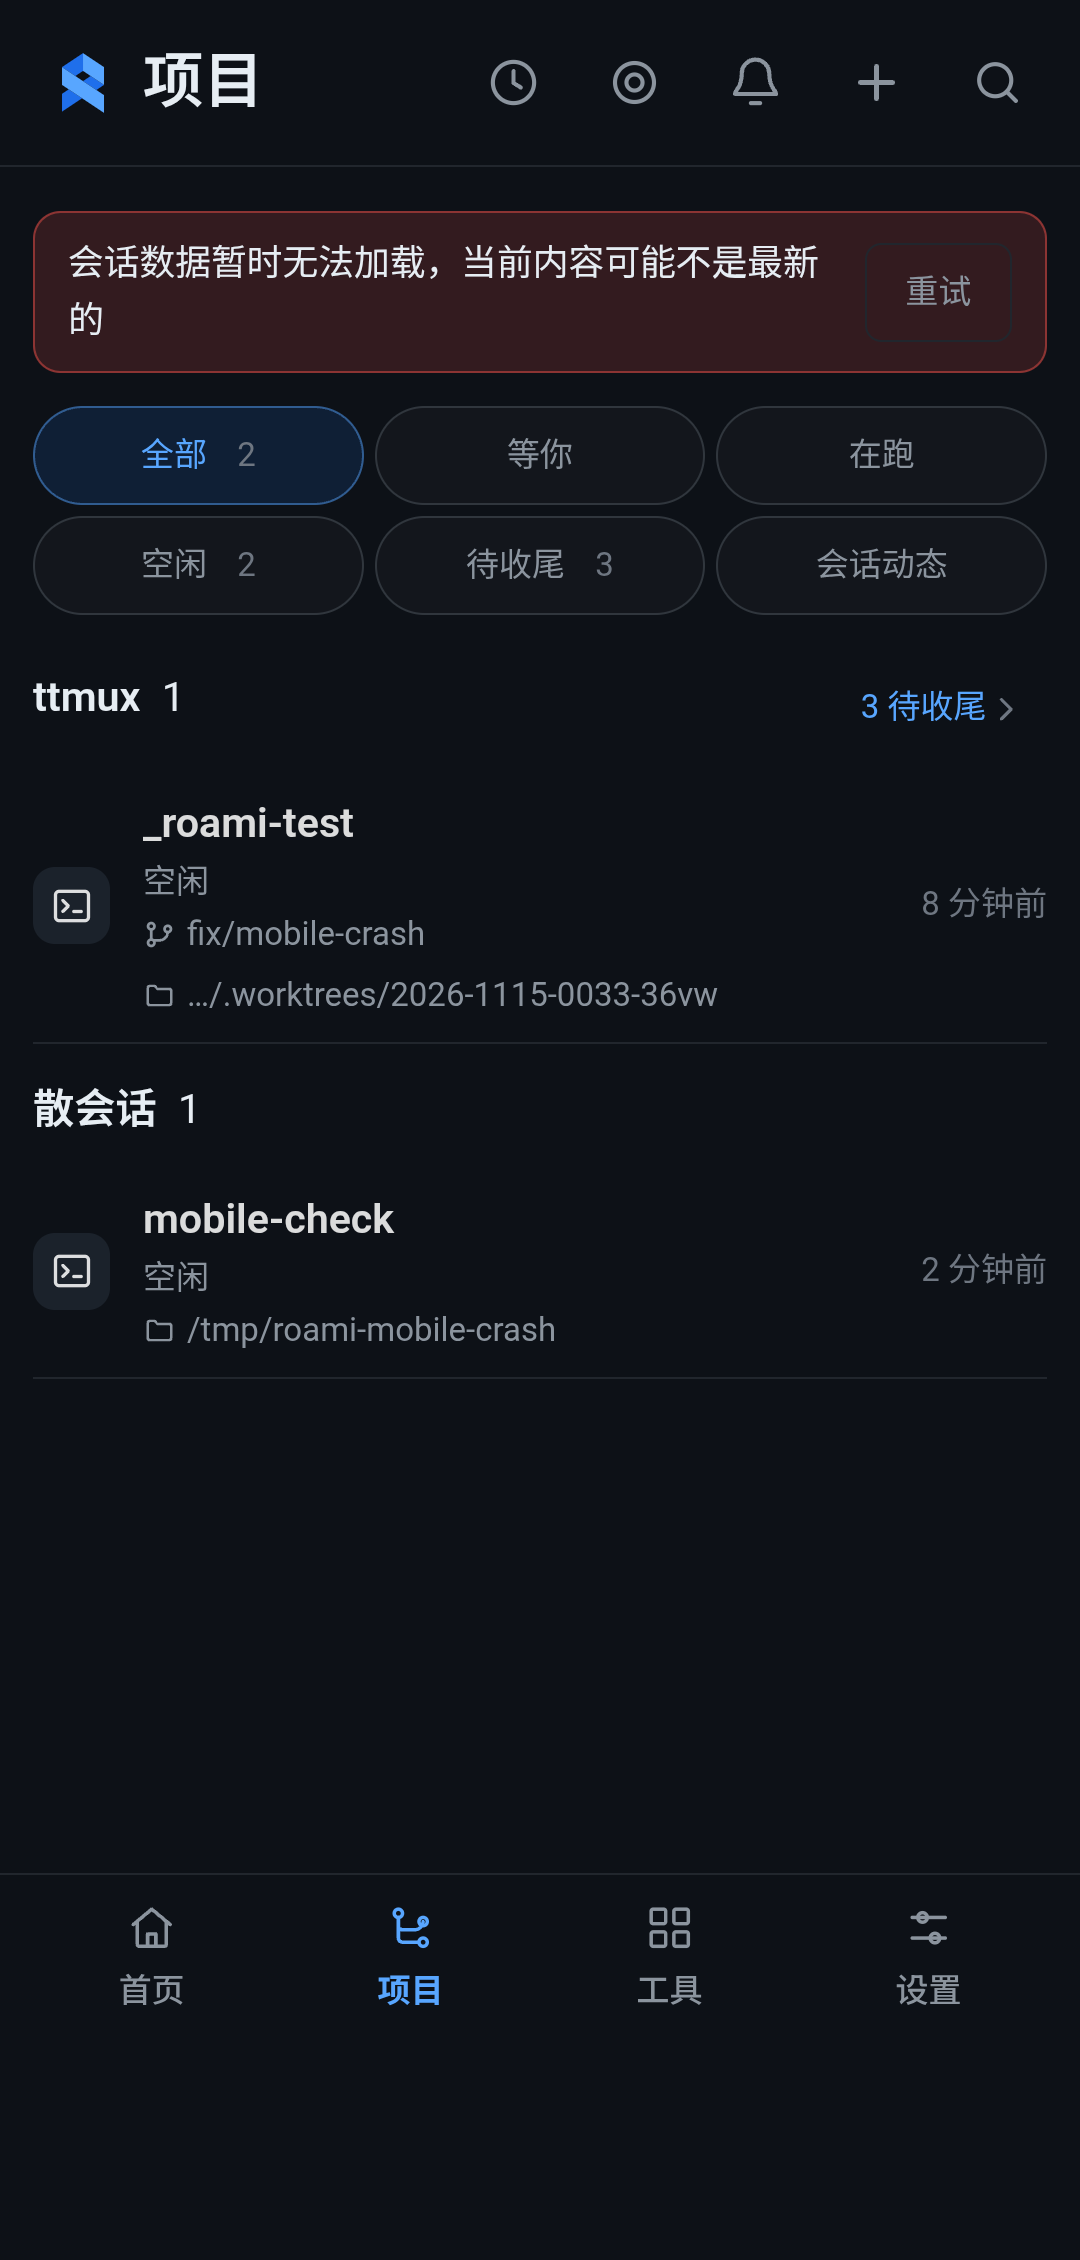 项目
会话数据暂时无法加载，当前内容可能不是最新
的
重试
全部 2
等你
在跑
空闲 2
待收尾 3
会话动态
ttmux 1
3 待收尾
_roami-test
空闲
8 分钟前
fix/mobile-crash
.../.worktrees/2026-1115-0033-36vw
散会话 1
mobile-check
空闲
2 分钟前
/tmp/roami-mobile-crash
首页
项目
工具
设置